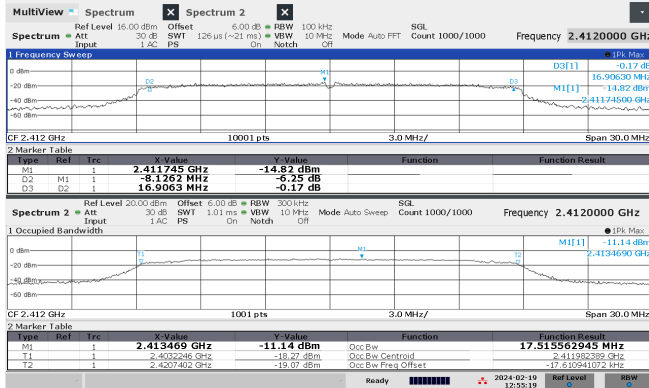 MultiView Spectrum Spectrum 2
Ref Level 16.00 dBm Offset 6.00 dB RBW 100 kHz SGL
Spectrum Att 30 dB SWT 126 µs (~21 ms) VBW 10 MHz Mode Auto FFT Count 1000/1000 Frequency 2.4120000 GHz
Input 1 AC PS On Notch Off
1 Frequency Sweep 1Pk Max
D3[1] -0.17 dB
16.90630 MHz
M1[1] -14.82 dBm
2.41174500 GHz
0 dBm
-20 dBm
-40 dBm
-60 dBm
D2 M1 D3
CF 2.412 GHz 10001 pts 3.0 MHz/ Span 30.0 MHz
2 Marker Table
Type Ref Trc X-Value Y-Value Function Function Result
M1 1 2.411745 GHz -14.82 dBm
D2 M1 1 -8.1262 MHz -6.25 dB
D3 D2 1 16.9063 MHz -0.17 dB
Ref Level 20.00 dBm Offset 6.00 dB RBW 300 kHz SGL
Spectrum 2 Att 30 dB SWT 1.01 ms VBW 10 MHz Mode Auto Sweep Count 1000/1000 Frequency 2.4120000 GHz
Input 1 AC PS On Notch Off
1 Occupied Bandwidth 1Pk Max
M1[1] -11.14 dBm
2.4134690 GHz
0 dBm
-20 dBm
-40 dBm
-60 dBm
T1 M1 T2
CF 2.412 GHz 1001 pts 3.0 MHz/ Span 30.0 MHz
2 Marker Table
Type Ref Trc X-Value Y-Value Function Function Result
M1 1 2.413469 GHz -11.14 dBm Occ Bw 17.515562945 MHz
T1 1 2.4032246 GHz -18.27 dBm Occ Bw Centroid 2.411982389 GHz
T2 1 2.4207402 GHz -19.07 dBm Occ Bw Freq Offset -17.610941072 kHz
Ready 2024-02-19 Ref Level RBW
12:55:19